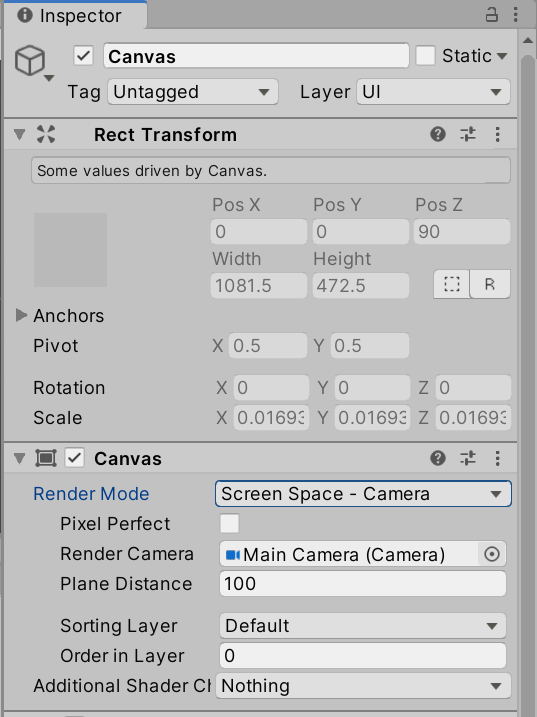 Inspector
Canvas
Static
Tag Untagged Layer UI
Rect Transform
Some values driven by Canvas.
Pos X Pos Y Pos Z
0 0 90
Width Height
1081.5 472.5 R
Anchors
Pivot X 0.5 Y 0.5
Rotation X 0 Y 0 Z 0
Scale X 0.01693 Y 0.01693 Z 0.01693
Canvas
Render Mode Screen Space - Camera
Pixel Perfect
Render Camera Main Camera (Camera)
Plane Distance 100
Sorting Layer Default
Order in Layer 0
Additional Shader Ch Nothing